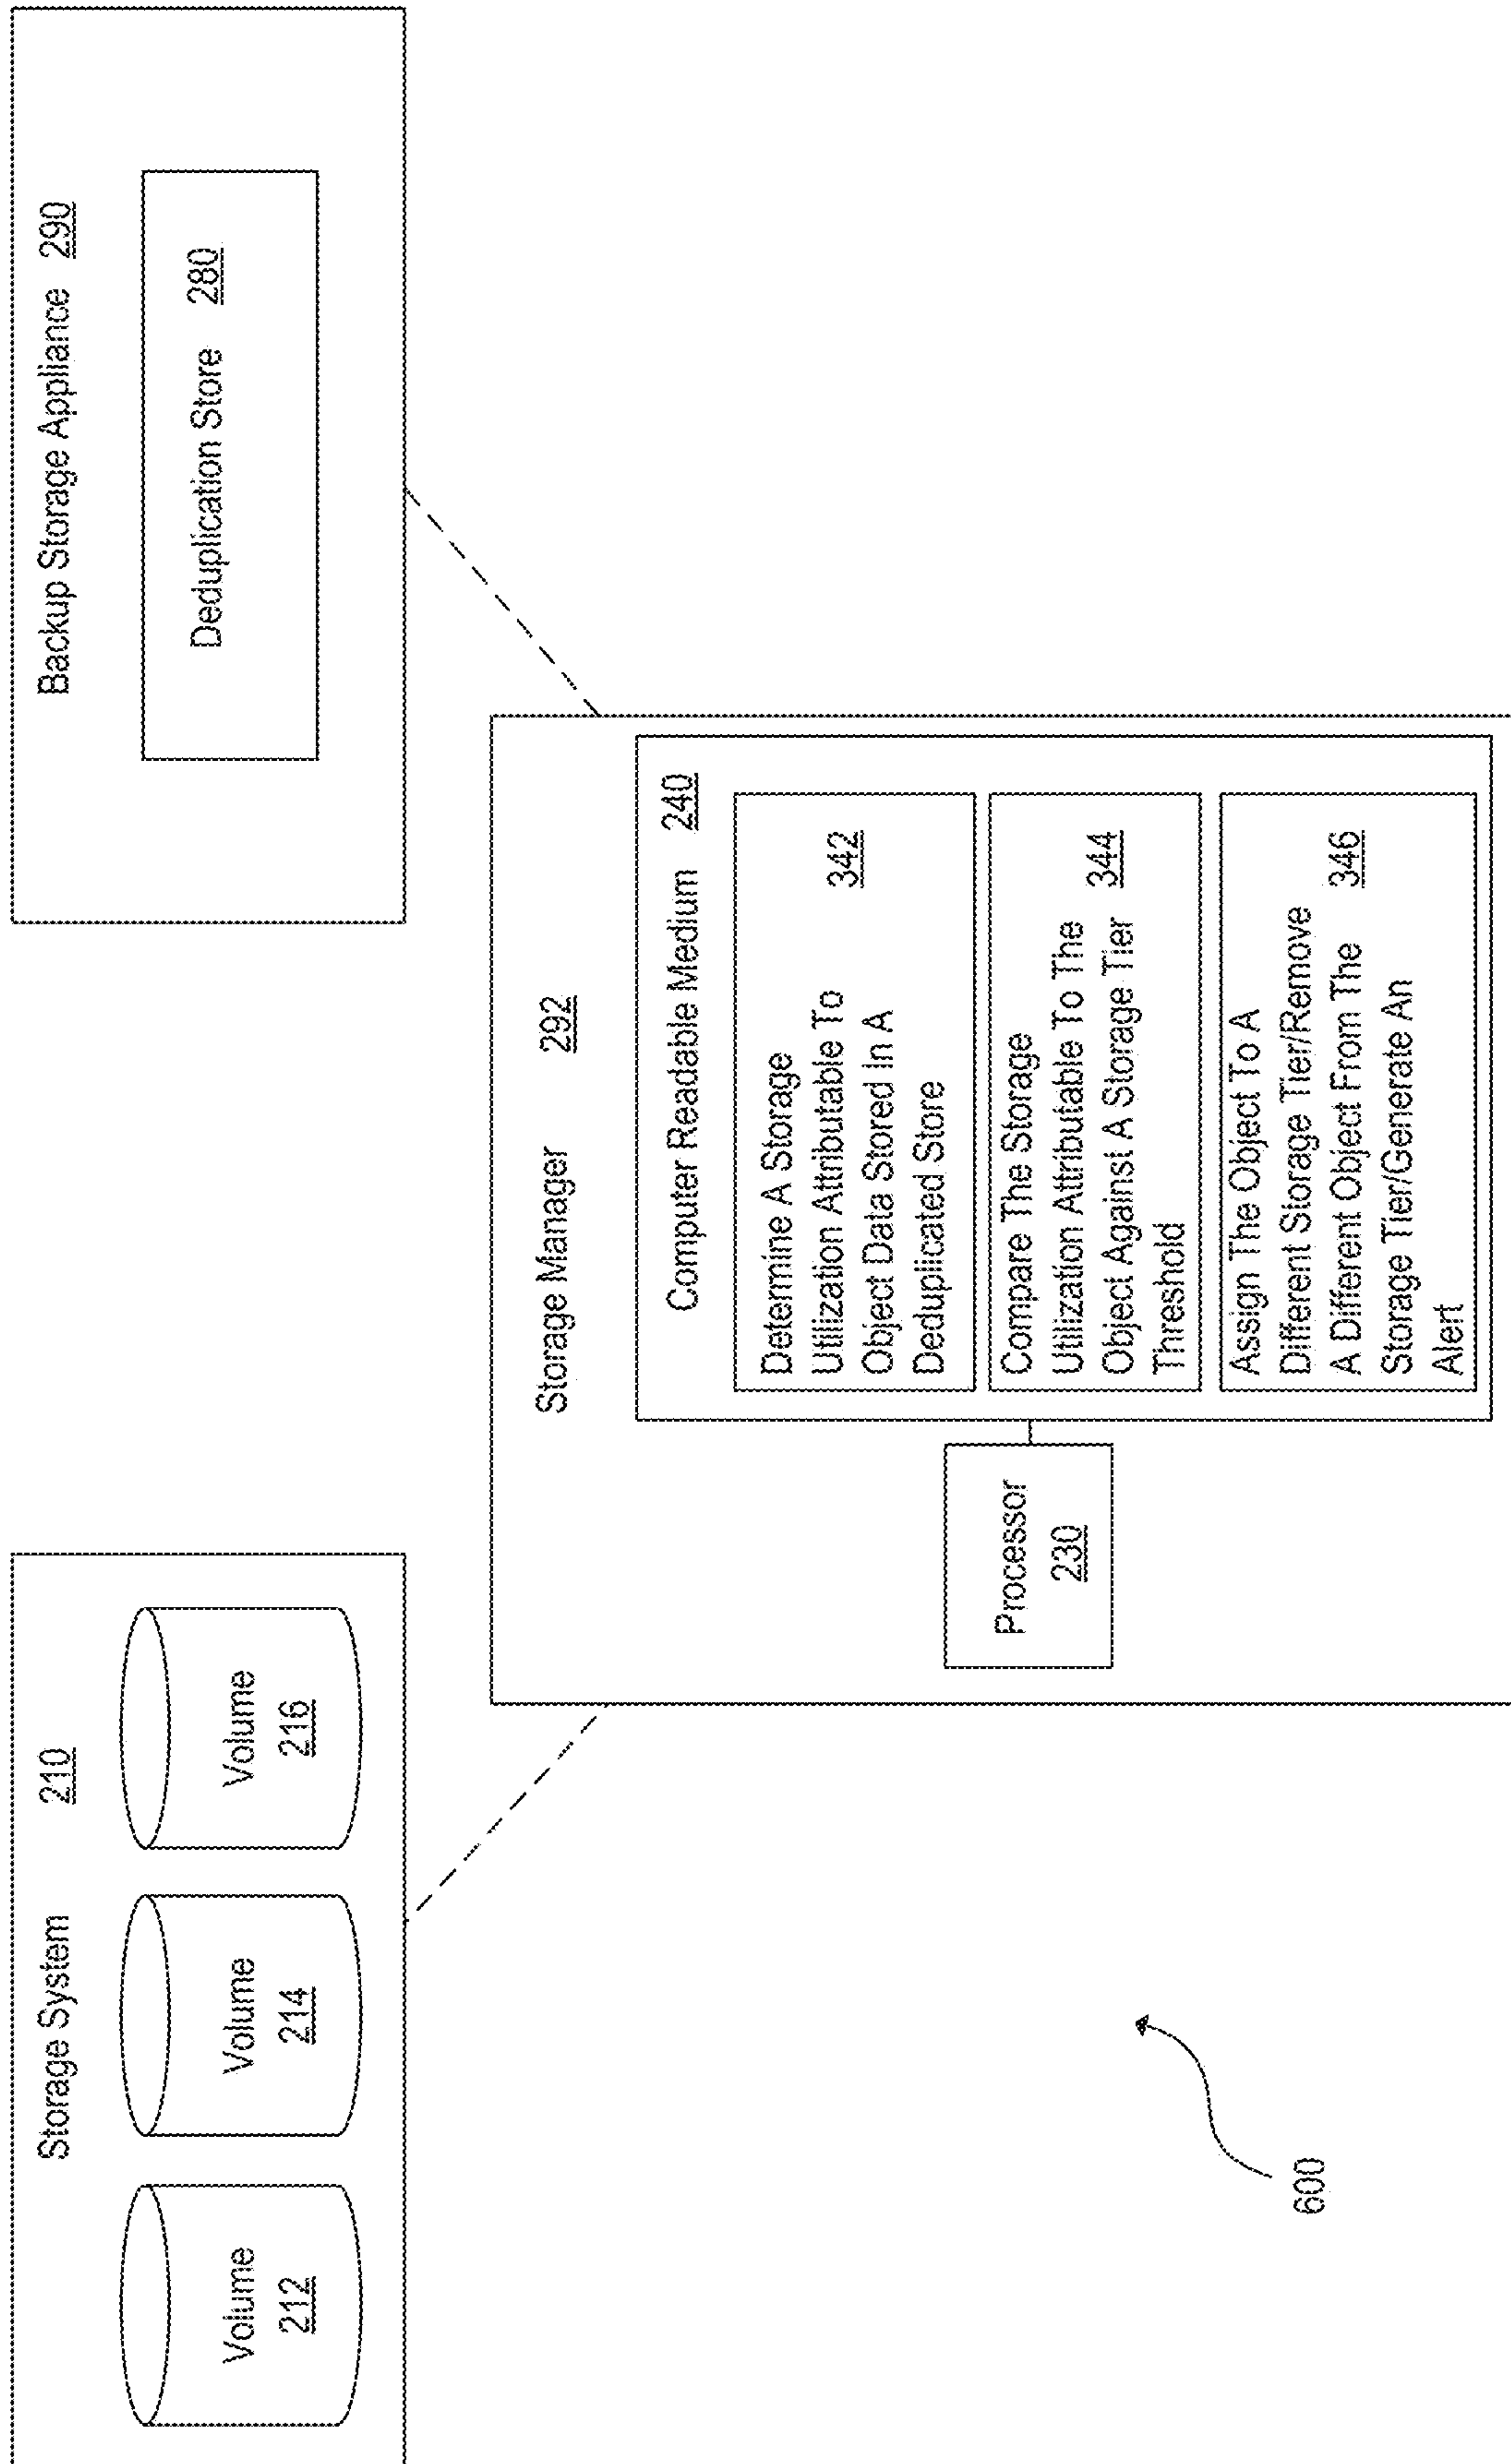 Storage System 210
Volume
212
Volume
214
Volume
216
Backup Storage Appliance 290
Deduplication Store 280
Storage Manager 292
Processor
230
Computer Readable Medium 240
Determine A Storage
Utilization Attributable To 342
Object Data Stored In A
Deduplicated Store
Compare The Storage
Utilization Attributable To The
Object Against A Storage Tier 344
Threshold
Assign The Object To A
Different Storage Tier/Remove
A Different Object From The 346
Storage Tier/Generate An
Alert
600